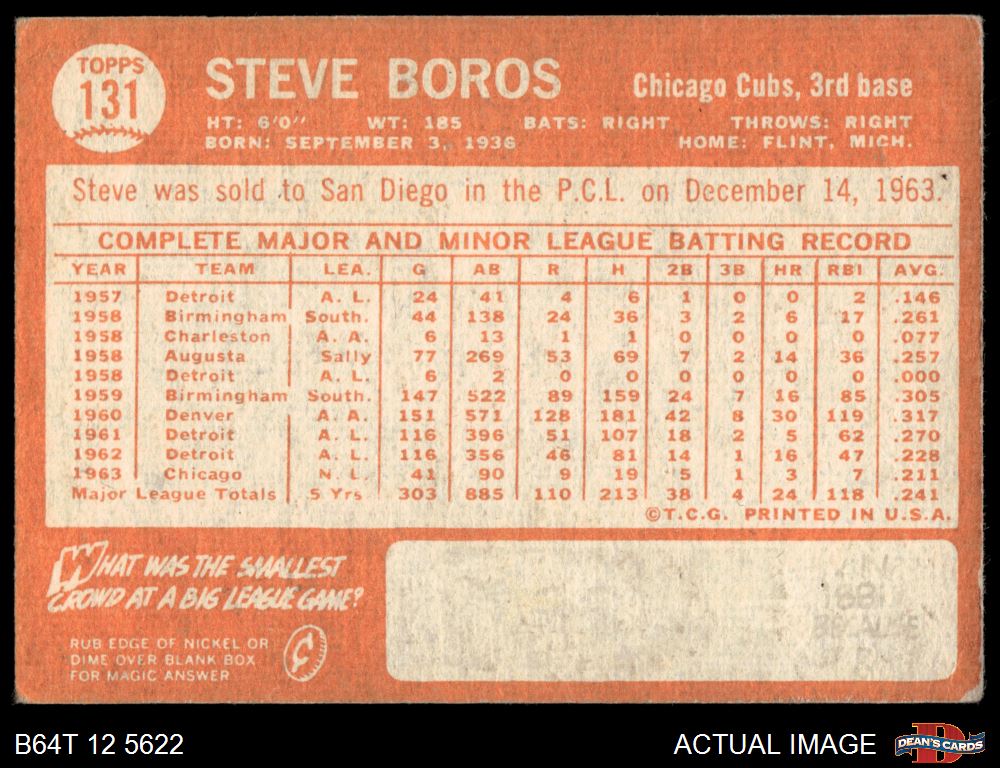 TOPPS
131
STEVE BOROS
Chicago Cubs, 3rd base
HT: 6'0" WT: 185 BATS: RIGHT THROWS: RIGHT
BORN: SEPTEMBER 3, 1936 HOME: FLINT, MICH.
Steve was sold to San Diego in the P.C.L. on December 14, 1963.
COMPLETE MAJOR AND MINOR LEAGUE BATTING RECORD
YEAR TEAM LEA. G AB R H 2B 3B HR RBI AVG.
1957 Detroit A. L. 24 41 4 6 1 0 0 2 .146
1958 Birmingham South. 44 138 24 36 3 2 6 17 .261
1958 Charleston A. A. 6 13 1 1 0 0 0 0 .077
1958 Augusta Sally 77 269 53 69 7 2 14 36 .257
1958 Detroit A. L. 6 2 0 0 0 0 0 0 .000
1959 Birmingham South. 147 522 89 159 24 7 16 85 .305
1960 Denver A. A. 151 571 128 181 42 8 30 119 .317
1961 Detroit A. L. 116 396 51 107 18 2 5 62 .270
1962 Detroit A. L. 116 356 46 81 14 1 16 47 .228
1963 Chicago N. L. 41 90 9 19 5 1 3 7 .211
Major League Totals 5 Yrs 303 885 110 213 38 4 24 118 .241
©T.C.G. PRINTED IN U.S.A.
WHAT WAS THE SMALLEST
CROWD AT A BIG LEAGUE GAME?
RUB EDGE OF NICKEL OR
DIME OVER BLANK BOX
FOR MAGIC ANSWER
B64T 12 5622
ACTUAL IMAGE
DEAN'S CARDS